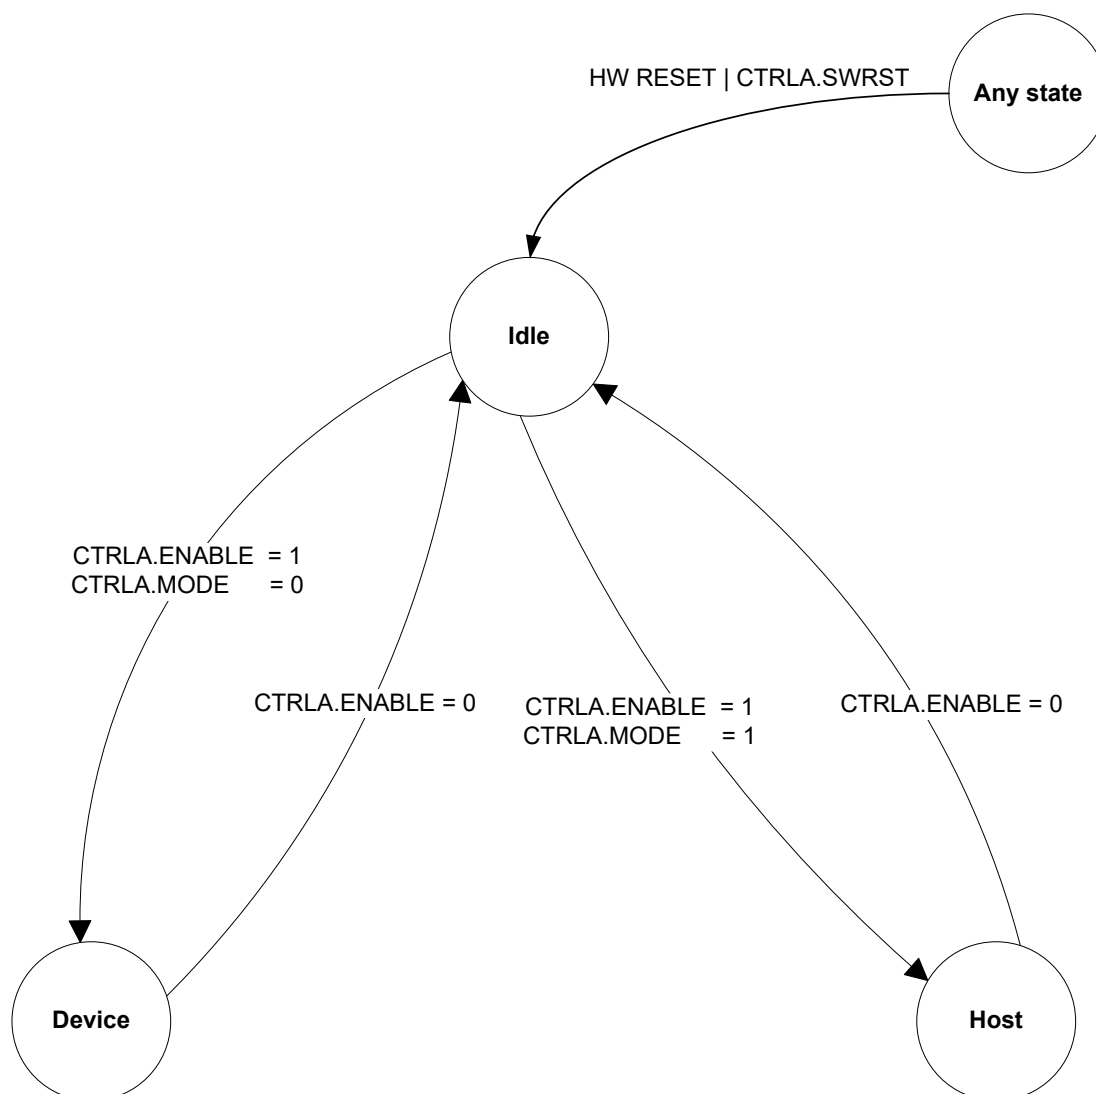 HW RESET | CTRLA.SWRST
Any state
Idle
CTRLA.ENABLE = 1
CTRLA.MODE = 0
CTRLA.ENABLE = 0
CTRLA.ENABLE = 1
CTRLA.MODE = 1
CTRLA.ENABLE = 0
Device
Host